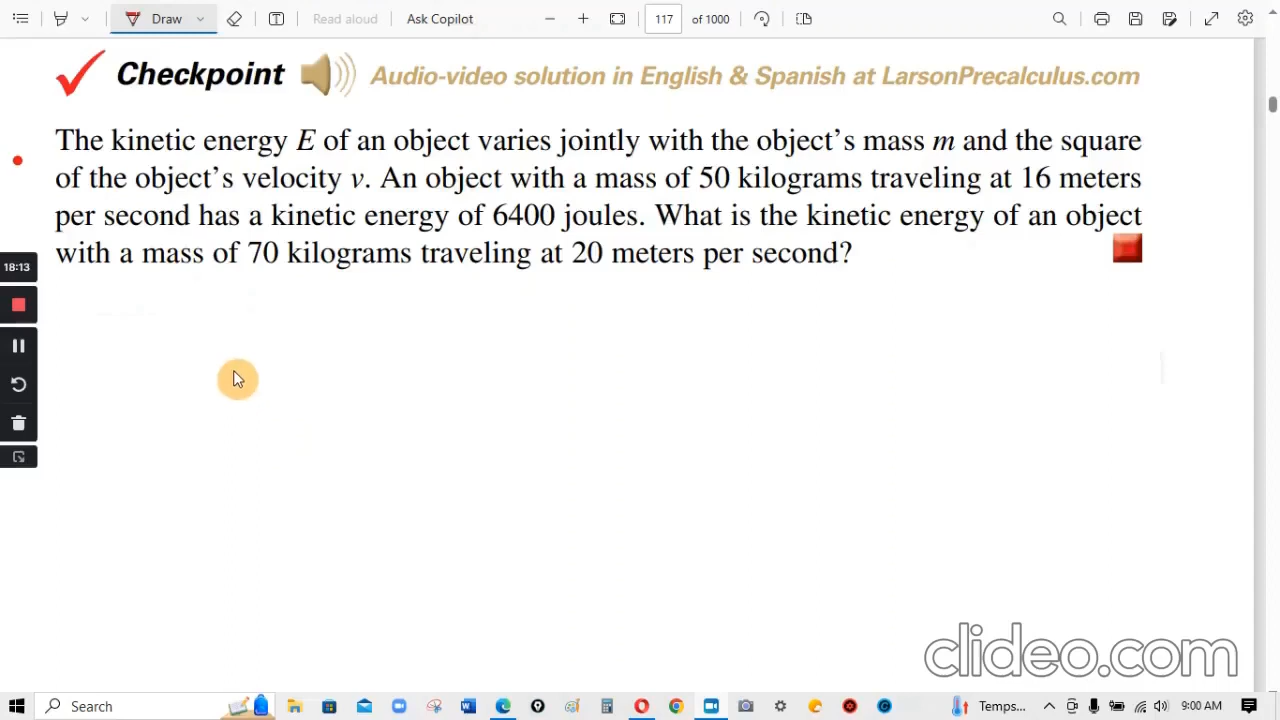 Draw
Read aloud
Ask Copilot
117
of 1000
Checkpoint
Audio-video solution in English & Spanish at LarsonPrecalculus.com
The kinetic energy E of an object varies jointly with the object's mass m and the square
of the object's velocity v. An object with a mass of 50 kilograms traveling at 16 meters
per second has a kinetic energy of 6400 joules. What is the kinetic energy of an object
with a mass of 70 kilograms traveling at 20 meters per second?
18:13
clideo.com
Search
Temps...
9:00 AM